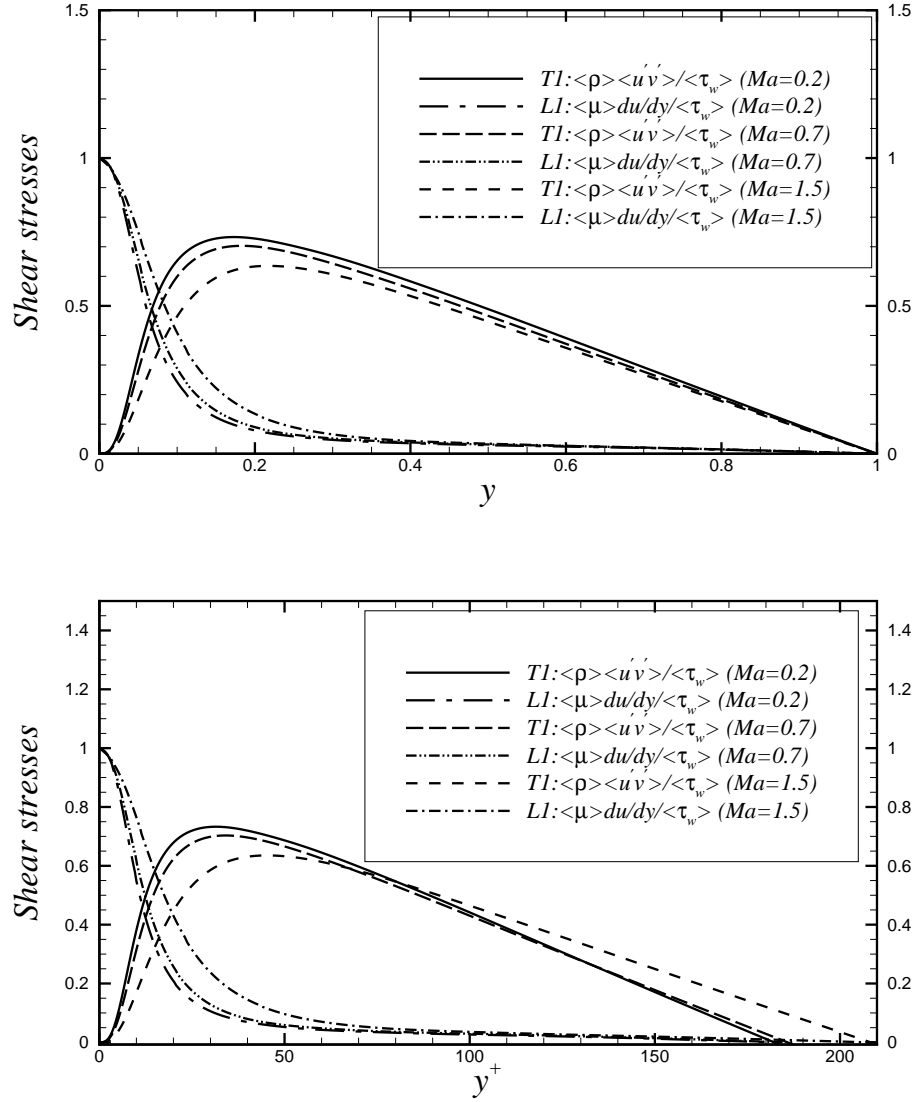 Shear stresses
1.5
1
0.5
0
1.5
1
0.5
0
T1:<ρ><u'v'>/<τw> (Ma=0.2)
L1:<μ>du/dy/<τw> (Ma=0.2)
T1:<ρ><u'v'>/<τw> (Ma=0.7)
L1:<μ>du/dy/<τw> (Ma=0.7)
T1:<ρ><u'v'>/<τw> (Ma=1.5)
L1:<μ>du/dy/<τw> (Ma=1.5)
0 0.2 0.4 0.6 0.8 1
y
Shear stresses
1.4
1.2
1
0.8
0.6
0.4
0.2
0
1.4
1.2
1
0.8
0.6
0.4
0.2
0
T1:<ρ><u'v'>/<τw> (Ma=0.2)
L1:<μ>du/dy/<τw> (Ma=0.2)
T1:<ρ><u'v'>/<τw> (Ma=0.7)
L1:<μ>du/dy/<τw> (Ma=0.7)
T1:<ρ><u'v'>/<τw> (Ma=1.5)
L1:<μ>du/dy/<τw> (Ma=1.5)
0 50 100 150 200
y+